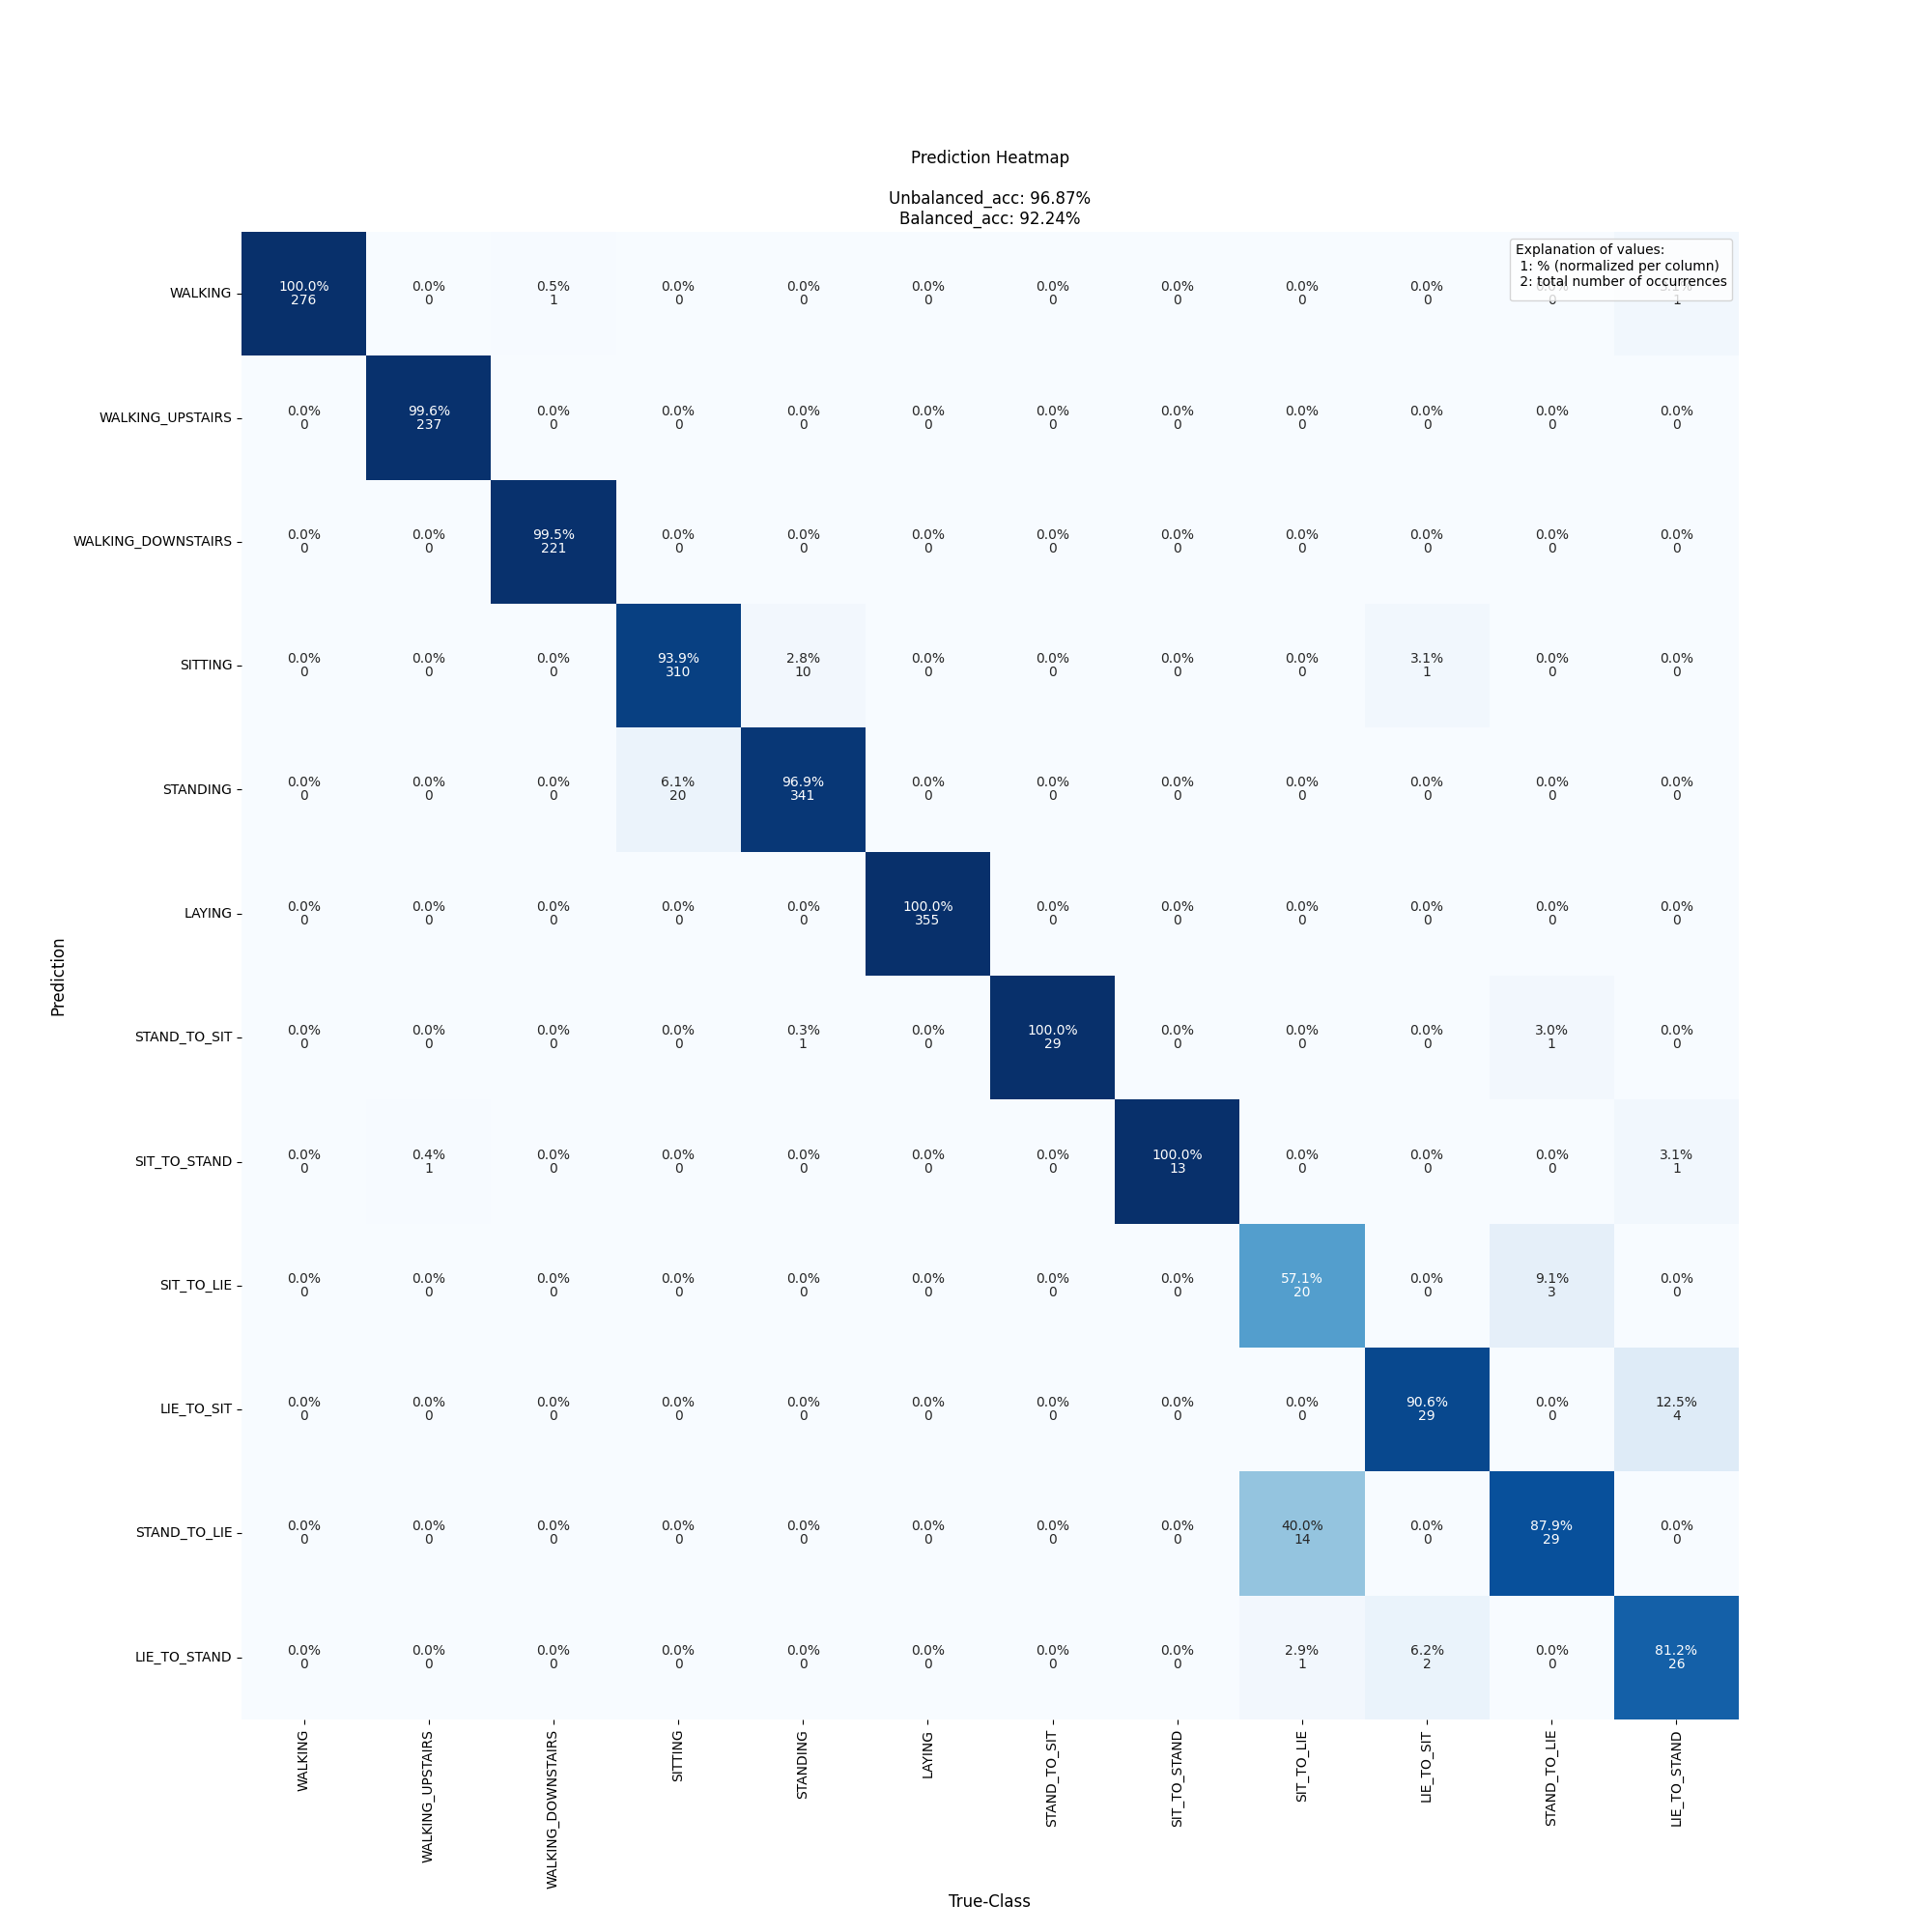 Prediction Heatmap
Unbalanced_acc: 96.87%
Balanced_acc: 92.24%
Explanation of values:
1: % (normalized per column)
2: total number of occurrences
WALKING
100.0% 0.0% 0.5% 0.0% 0.0% 0.0% 0.0% 0.0% 0.0% 0.0%
276 0 1 0 0 0 0 0 0 0 0 1
WALKING_UPSTAIRS
0.0% 99.6% 0.0% 0.0% 0.0% 0.0% 0.0% 0.0% 0.0% 0.0% 0.0% 0.0%
0 237 0 0 0 0 0 0 0 0 0 0
WALKING_DOWNSTAIRS
0.0% 0.0% 99.5% 0.0% 0.0% 0.0% 0.0% 0.0% 0.0% 0.0% 0.0% 0.0%
0 0 221 0 0 0 0 0 0 0 0 0
SITTING
0.0% 0.0% 0.0% 93.9% 2.8% 0.0% 0.0% 0.0% 0.0% 3.1% 0.0% 0.0%
0 0 0 310 10 0 0 0 0 1 0 0
STANDING
0.0% 0.0% 0.0% 6.1% 96.9% 0.0% 0.0% 0.0% 0.0% 0.0% 0.0% 0.0%
0 0 0 20 341 0 0 0 0 0 0 0
LAYING
0.0% 0.0% 0.0% 0.0% 0.0% 100.0% 0.0% 0.0% 0.0% 0.0% 0.0% 0.0%
0 0 0 0 0 355 0 0 0 0 0 0
STAND_TO_SIT
0.0% 0.0% 0.0% 0.0% 0.3% 0.0% 100.0% 0.0% 0.0% 0.0% 3.0% 0.0%
0 0 0 0 1 0 29 0 0 0 1 0
SIT_TO_STAND
0.0% 0.4% 0.0% 0.0% 0.0% 0.0% 0.0% 100.0% 0.0% 0.0% 0.0% 3.1%
0 1 0 0 0 0 0 13 0 0 0 1
SIT_TO_LIE
0.0% 0.0% 0.0% 0.0% 0.0% 0.0% 0.0% 0.0% 57.1% 0.0% 9.1% 0.0%
0 0 0 0 0 0 0 0 20 0 3 0
LIE_TO_SIT
0.0% 0.0% 0.0% 0.0% 0.0% 0.0% 0.0% 0.0% 0.0% 90.6% 0.0% 12.5%
0 0 0 0 0 0 0 0 0 29 0 4
STAND_TO_LIE
0.0% 0.0% 0.0% 0.0% 0.0% 0.0% 0.0% 0.0% 40.0% 0.0% 87.9% 0.0%
0 0 0 0 0 0 0 0 14 0 29 0
LIE_TO_STAND
0.0% 0.0% 0.0% 0.0% 0.0% 0.0% 0.0% 0.0% 2.9% 6.2% 0.0% 81.2%
0 0 0 0 0 0 0 0 1 2 0 26
Prediction
WALKING
WALKING_UPSTAIRS
WALKING_DOWNSTAIRS
SITTING
STANDING
LAYING
STAND_TO_SIT
SIT_TO_STAND
SIT_TO_LIE
LIE_TO_SIT
STAND_TO_LIE
LIE_TO_STAND
True-Class